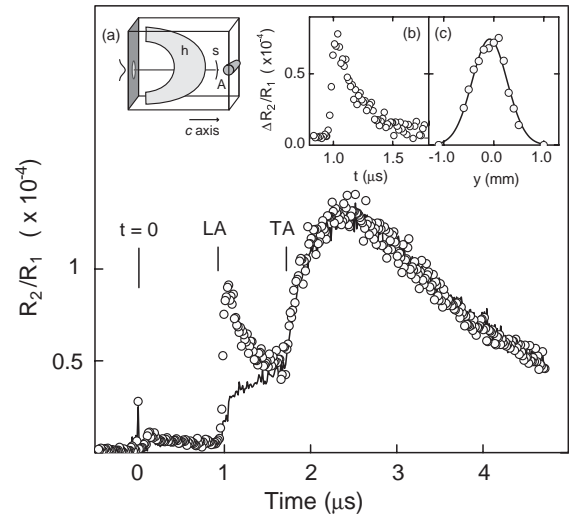 (a)
h
s
A
c axis
(b)
ΔR₂/R₁ (x10⁻⁴)
0.5
0.0
1.0
1.5
t (μs)
(c)
-1.0
0.0
1.0
y (mm)
R₂/R₁ ( x 10⁻⁴)
1
0.5
t = 0
LA
TA
0
1
2
3
4
Time (μs)